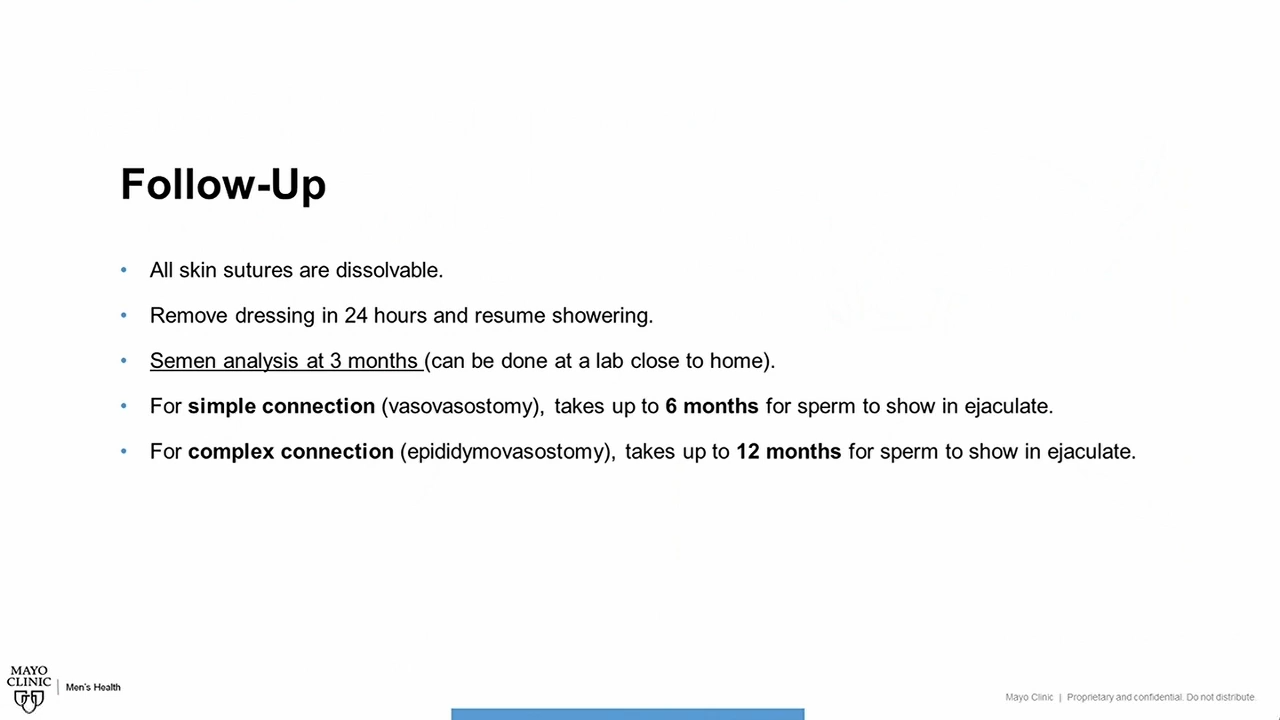 Follow-Up
• All skin sutures are dissolvable.
• Remove dressing in 24 hours and resume showering.
• Semen analysis at 3 months (can be done at a lab close to home).
• For simple connection (vasovasostomy), takes up to 6 months for sperm to show in ejaculate.
• For complex connection (epididymovasostomy), takes up to 12 months for sperm to show in ejaculate.
MAYO
CLINIC
Men's Health
Mayo Clinic | Proprietary and confidential. Do not distribute.